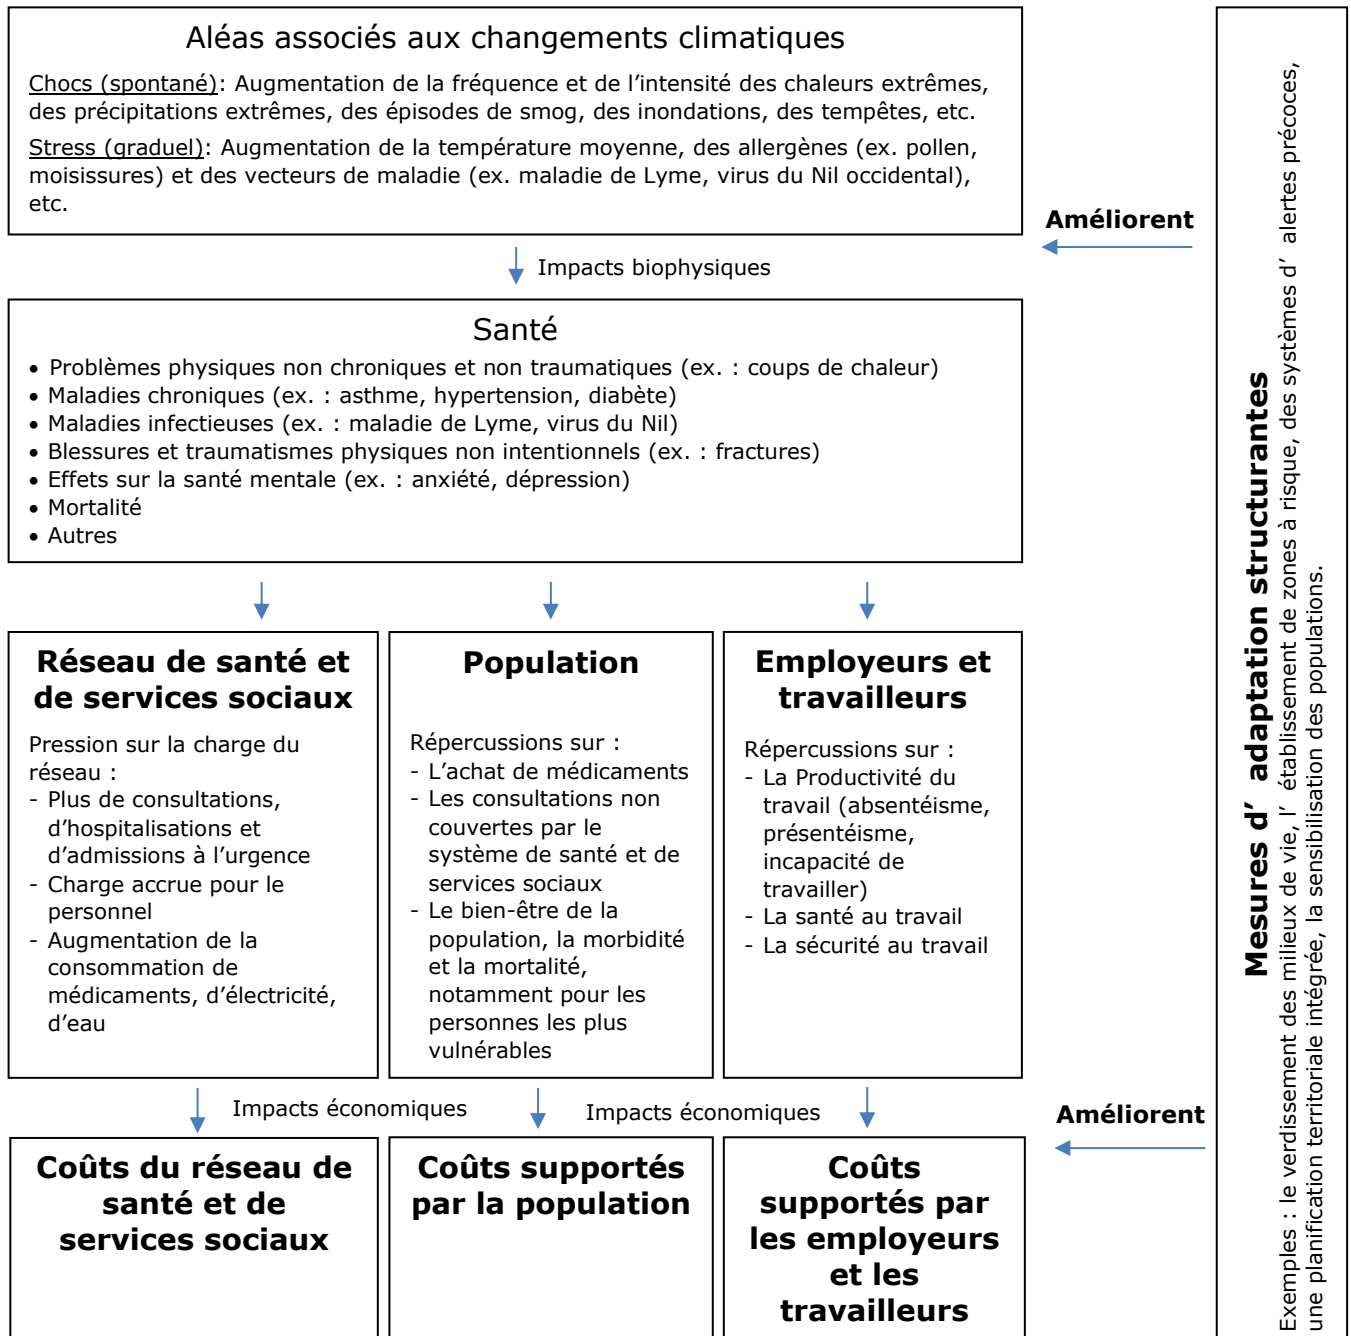 Aléas associés aux changements climatiques
Chocs (spontané): Augmentation de la fréquence et de l’intensité des chaleurs extrêmes,
des précipitations extrêmes, des épisodes de smog, des inondations, des tempêtes, etc.
Stress (graduel): Augmentation de la température moyenne, des allergènes (ex. pollen,
moisissures) et des vecteurs de maladie (ex. maladie de Lyme, virus du Nil occidental),
etc.
Améliorent
Impacts biophysiques
Santé
• Problèmes physiques non chroniques et non traumatiques (ex. : coups de chaleur)
• Maladies chroniques (ex. : asthme, hypertension, diabète)
• Maladies infectieuses (ex. : maladie de Lyme, virus du Nil)
• Blessures et traumatismes physiques non intentionnels (ex. : fractures)
• Effets sur la santé mentale (ex. : anxiété, dépression)
• Mortalité
• Autres
Réseau de santé et
de services sociaux
Pression sur la charge du
réseau :
- Plus de consultations,
d’hospitalisations et
d’admissions à l’urgence
- Charge accrue pour le
personnel
- Augmentation de la
consommation de
médicaments, d’électricité,
d’eau
Population
Répercussions sur :
- L’achat de médicaments
- Les consultations non
couvertes par le
système de santé et de
services sociaux
- Le bien-être de la
population, la morbidité
et la mortalité,
notamment pour les
personnes les plus
vulnérables
Employeurs et
travailleurs
Répercussions sur :
- La Productivité du
travail (absentéisme,
présentéisme,
incapacité de
travailler)
- La santé au travail
- La sécurité au travail
Impacts économiques
Impacts économiques
Améliorent
Coûts du réseau de
santé et de
services sociaux
Coûts supportés
par la population
Coûts
supportés par
les employeurs
et les
travailleurs
Mesures d’ adaptation structurantes
Exemples : le verdissement des milieux de vie, l’ établissement de zones à risque, des systèmes d’ alertes précoces,
une planification territoriale intégrée, la sensibilisation des populations.